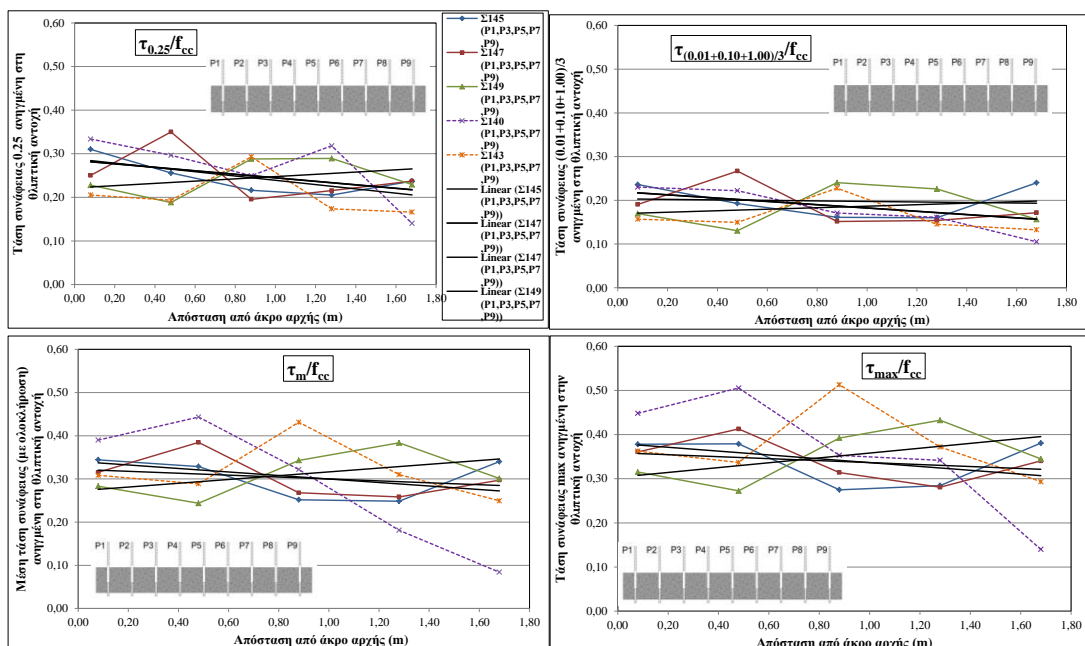 0,60
0,50
0,40
0,30
0,20
0,10
0,00
Τάση συνάφειας 0.25 ανηγμένη στη
θλιπτική αντοχή
τ0.25/fcc
P1 P2 P3 P4 P5 P6 P7 P8 P9
0,00 0,20 0,40 0,60 0,80 1,00 1,20 1,40 1,60 1,80
Απόσταση από άκρο αρχής (m)
Σ145
(P1,P3,P5,P7
,P9)
Σ147
(P1,P3,P5,P7
,P9)
Σ149
(P1,P3,P5,P7
,P9)
Σ140
(P1,P3,P5,P7
,P9)
Σ143
(P1,P3,P5,P7
,P9)
Linear (Σ145
(P1,P3,P5,P7
,P9))
Linear (Σ147
(P1,P3,P5,P7
,P9))
Linear (Σ149
(P1,P3,P5,P7
,P9))
0,60
0,50
0,40
0,30
0,20
0,10
0,00
Τάση συνάφειας (0.01+0.10+1.00)/3
ανηγμένη στη θλιπτική αντοχή
τ(0.01+0.10+1.00)/3/fcc
P1 P2 P3 P4 P5 P6 P7 P8 P9
0,00 0,20 0,40 0,60 0,80 1,00 1,20 1,40 1,60 1,80
Απόσταση από άκρο αρχής (m)
0,60
0,50
0,40
0,30
0,20
0,10
0,00
Μέση τάση συνάφειας (με ολοκλήρωση)
ανηγμένη στη θλιπτική αντοχή
τm/fcc
P1 P2 P3 P4 P5 P6 P7 P8 P9
0,00 0,20 0,40 0,60 0,80 1,00 1,20 1,40 1,60 1,80
Απόσταση από άκρο αρχής (m)
0,60
0,50
0,40
0,30
0,20
0,10
0,00
Τάση συνάφειας max ανηγμένη στην
θλιπτική αντοχή
τmax/fcc
P1 P2 P3 P4 P5 P6 P7 P8 P9
0,00 0,20 0,40 0,60 0,80 1,00 1,20 1,40 1,60 1,80
Απόσταση από άκρο αρχής (m)